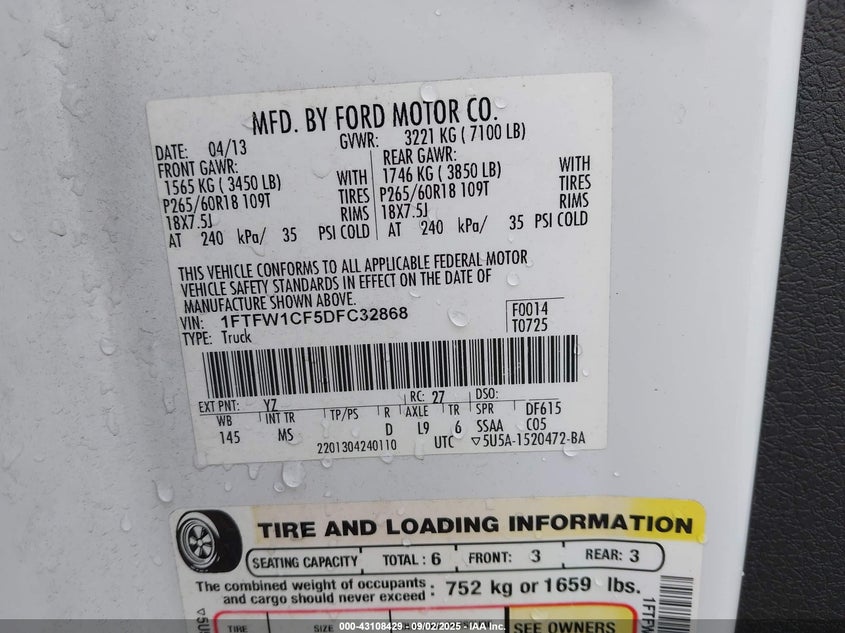 MFD. BY FORD MOTOR CO.
DATE: 04/13 GVWR: 3221 KG ( 7100 LB)
FRONT GAWR: REAR GAWR:
1565 KG ( 3450 LB) WITH 1746 KG ( 3850 LB) WITH
P265/60R18 109T TIRES P265/60R18 109T TIRES
18X7.5J RIMS 18X7.5J RIMS
AT 240 kPa/ 35 PSI COLD AT 240 kPa/ 35 PSI COLD
THIS VEHICLE CONFORMS TO ALL APPLICABLE FEDERAL MOTOR
VEHICLE SAFETY STANDARDS IN EFFECT ON THE DATE OF
MANUFACTURE SHOWN ABOVE.
VIN: 1FTFW1CF5DFC32868 F0014
TYPE: Truck T0725
EXT PNT: YZ RC: 27 DSO:
WB INT TR TP/PS R AXLE TR SPR DF615
145 MS D L9 6 SSAA C05
2201304240110 UTC ▽5U5A-1520472-BA
TIRE AND LOADING INFORMATION
SEATING CAPACITY TOTAL : 6 FRONT: 3 REAR: 3
The combined weight of occupants
and cargo should never exceed : 752 kg or 1659 lbs.
TIRE SIZE SEE OWNERS
000-43108429 - 09/02/2025 - IAA Inc.